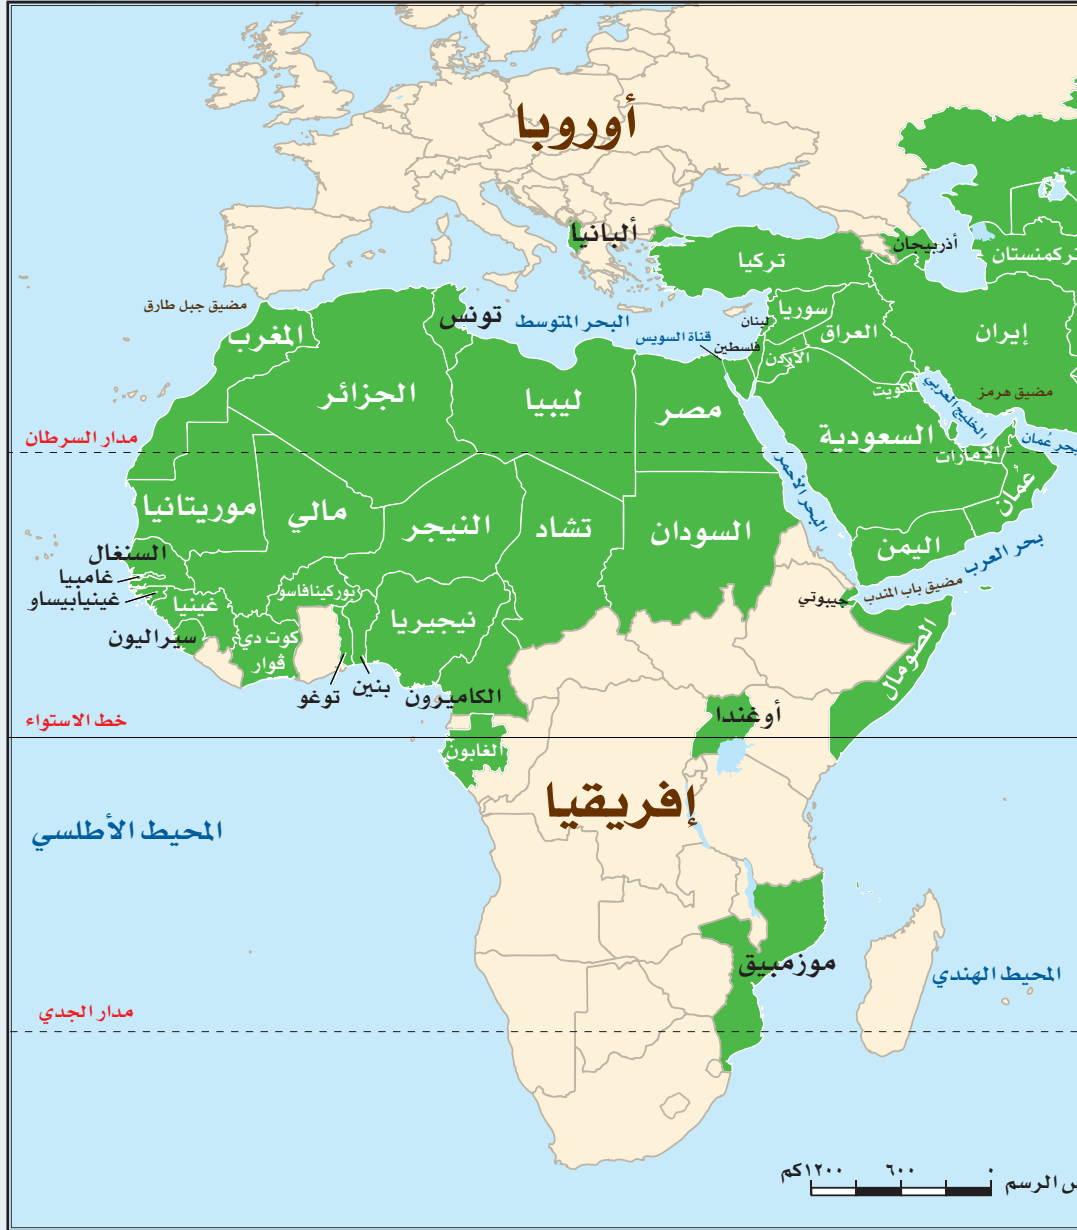 أوروبا
ألبانيا
أذربيجان
تركيا
تركمنستان
مضيق جبل طارق
تونس
البحر المتوسط
سوريا
لبنان
العراق
إيران
قناة السويس
فلسطين
الأردن
المغرب
الجزائر
ليبيا
مصر
الكويت
الخليج العربي
مضيق هرمز
السعودية
مدار السرطان
بحر عُمان
الإمارات
عُمان
موريتانيا
مالي
النيجر
تشاد
السودان
البحر الأحمر
اليمن
بحر العرب
السنغال
غامبيا
غينيابيساو
غينيا
بوركينافاسو
نيجيريا
جيبوتي
مضيق باب المندب
سيراليون
كوت دي
ڤوار
توغو
بنين
الكاميرون
الصومال
خط الاستواء
أوغندا
الغابون
إفريقيا
المحيط الأطلسي
موزمبيق
المحيط الهندي
مدار الجدي
س الرسم ٠ ٦٠٠ ١٢٠٠كم